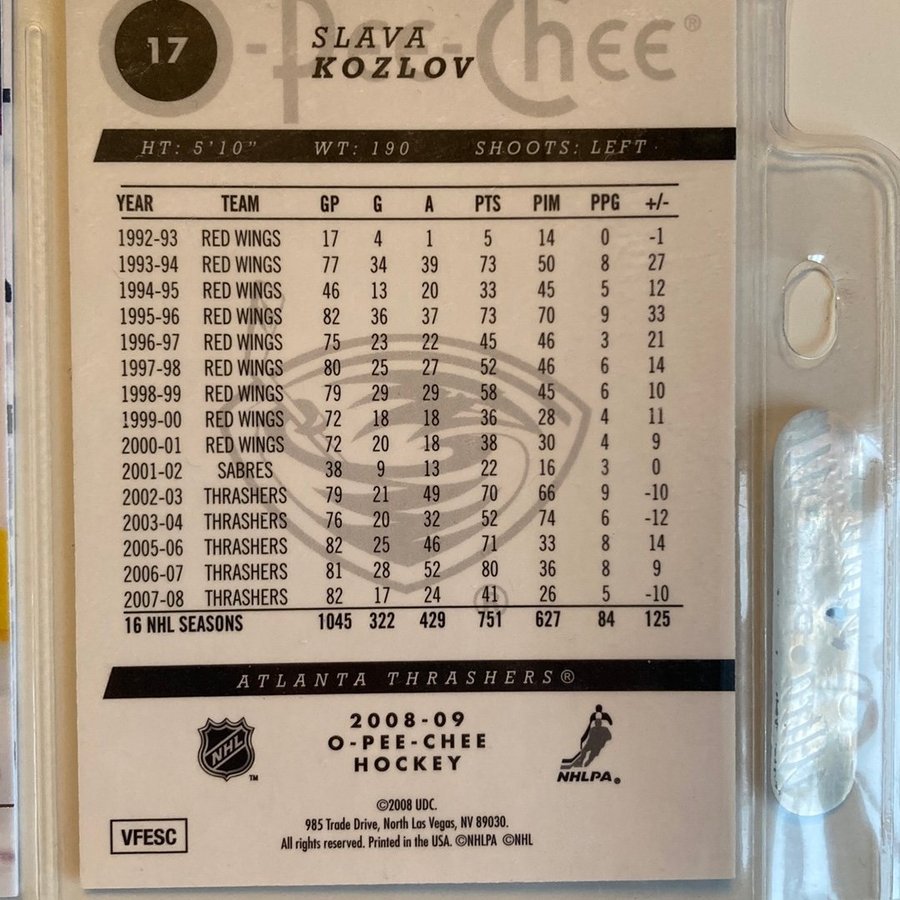 O-Pee-Chee®
17
SLAVA
KOZLOV
HT: 5'10" WT: 190 SHOOTS: LEFT
YEAR TEAM GP G A PTS PIM PPG +/-
1992-93 RED WINGS 17 4 1 5 14 0 -1
1993-94 RED WINGS 77 34 39 73 50 8 27
1994-95 RED WINGS 46 13 20 33 45 5 12
1995-96 RED WINGS 82 36 37 73 70 9 33
1996-97 RED WINGS 75 23 22 45 46 3 21
1997-98 RED WINGS 80 25 27 52 46 6 14
1998-99 RED WINGS 79 29 29 58 45 6 10
1999-00 RED WINGS 72 18 18 36 28 4 11
2000-01 RED WINGS 72 20 18 38 30 4 9
2001-02 SABRES 38 9 13 22 16 3 0
2002-03 THRASHERS 79 21 49 70 66 9 -10
2003-04 THRASHERS 76 20 32 52 74 6 -12
2005-06 THRASHERS 82 25 46 71 33 8 14
2006-07 THRASHERS 81 28 52 80 36 8 9
2007-08 THRASHERS 82 17 24 41 26 5 -10
16 NHL SEASONS 1045 322 429 751 627 84 125
ATLANTA THRASHERS®
NHL TM
2008-09
O-PEE-CHEE
HOCKEY
NHLPA®
©2008 UDC.
985 Trade Drive, North Las Vegas, NV 89030.
All rights reserved. Printed in the USA. ©NHLPA ©NHL
VFESC